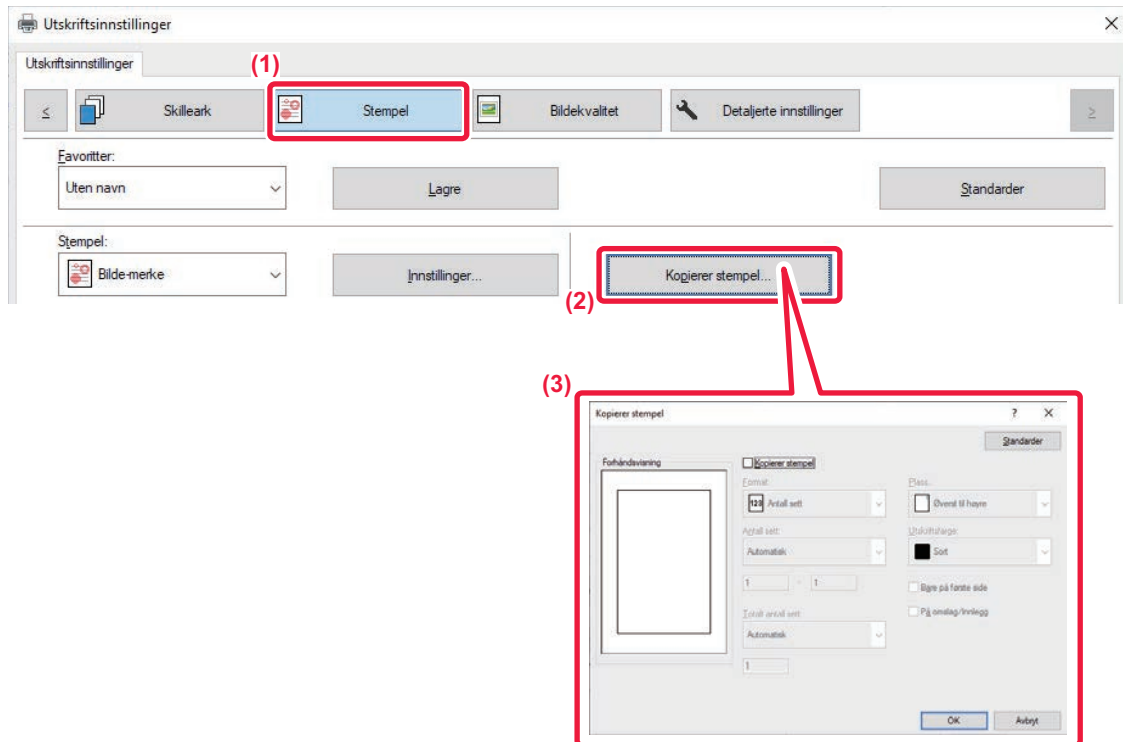 Utskriftsinnstillinger
Utskriftsinnstillinger
(1)
< Skilleark Stempel Bildekvalitet Detaljerte innstillinger >
Favoritter:
Uten navn Lagre Standarder
Stempel:
Bilde-merke Innstillinger... Kopierer stempel...
(2)
(3)
Kopierer stempel ?
Standarder
Forhåndsvisning Kopierer stempel
Format: Plass:
123 Antall sett Øverst til høyre
Antall sett: Utskriftsfarge:
Automatisk Sort
1 - 1 Bare på første side
Totalt antall sett: På omslag/Innlegg
Automatisk
1
OK Avbryt